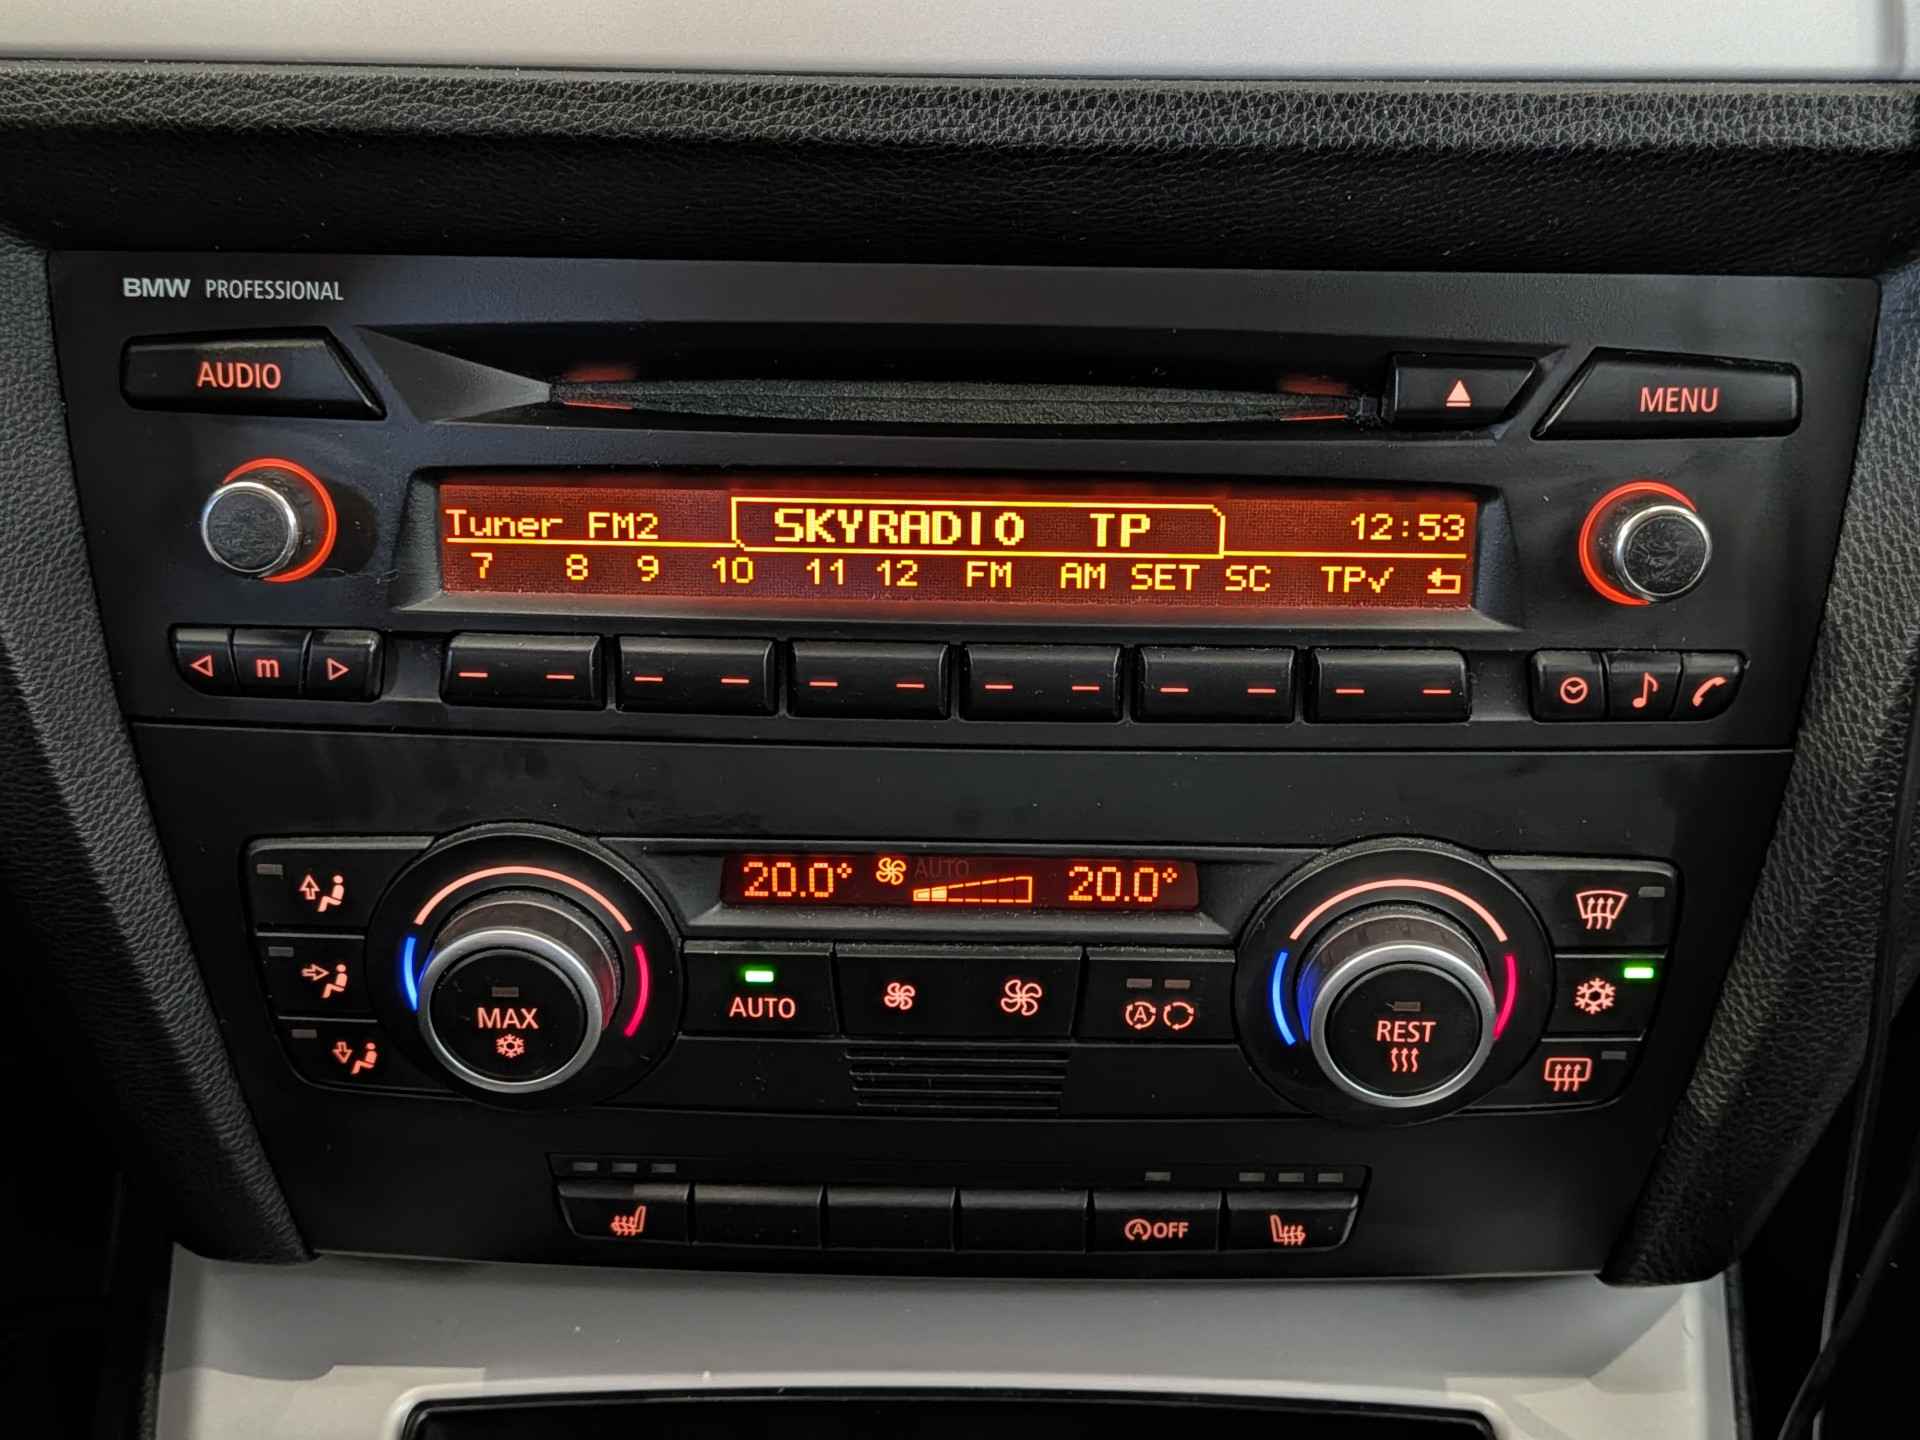 BMW PROFESSIONAL
AUDIO
MENU
Tuner FM2 SKYRADIO TP 12:53
7 8 9 10 11 12 FM AM SET SC TP✓
m
20.0° AUTO 20.0°
MAX
AUTO
A
REST
A OFF